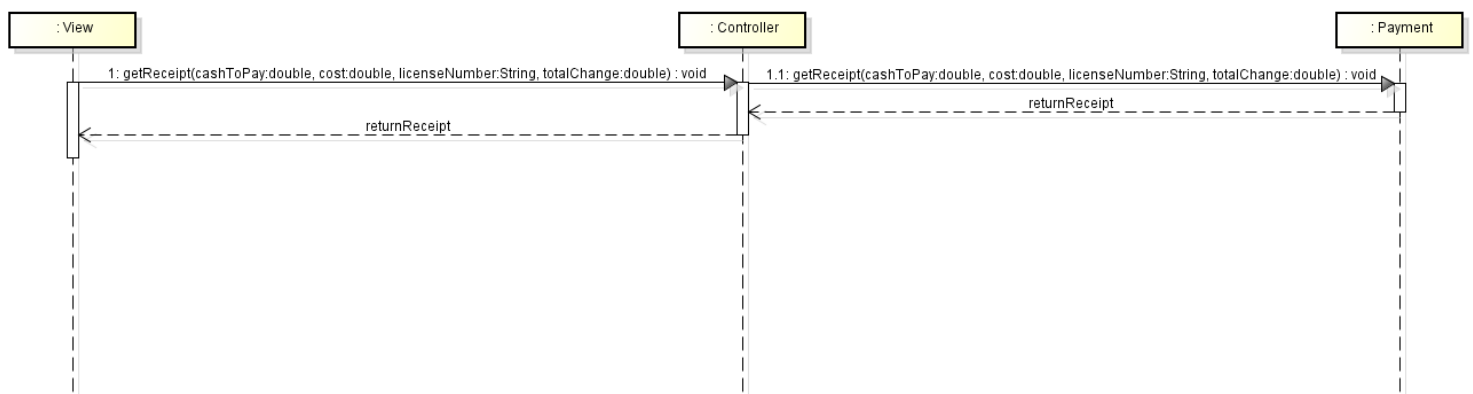 : View
: Controller
: Payment
1: getReceipt(cashToPay:double, cost:double, licenseNumber:String, totalChange:double) : void
1.1: getReceipt(cashToPay:double, cost:double, licenseNumber:String, totalChange:double) : void
returnReceipt
returnReceipt